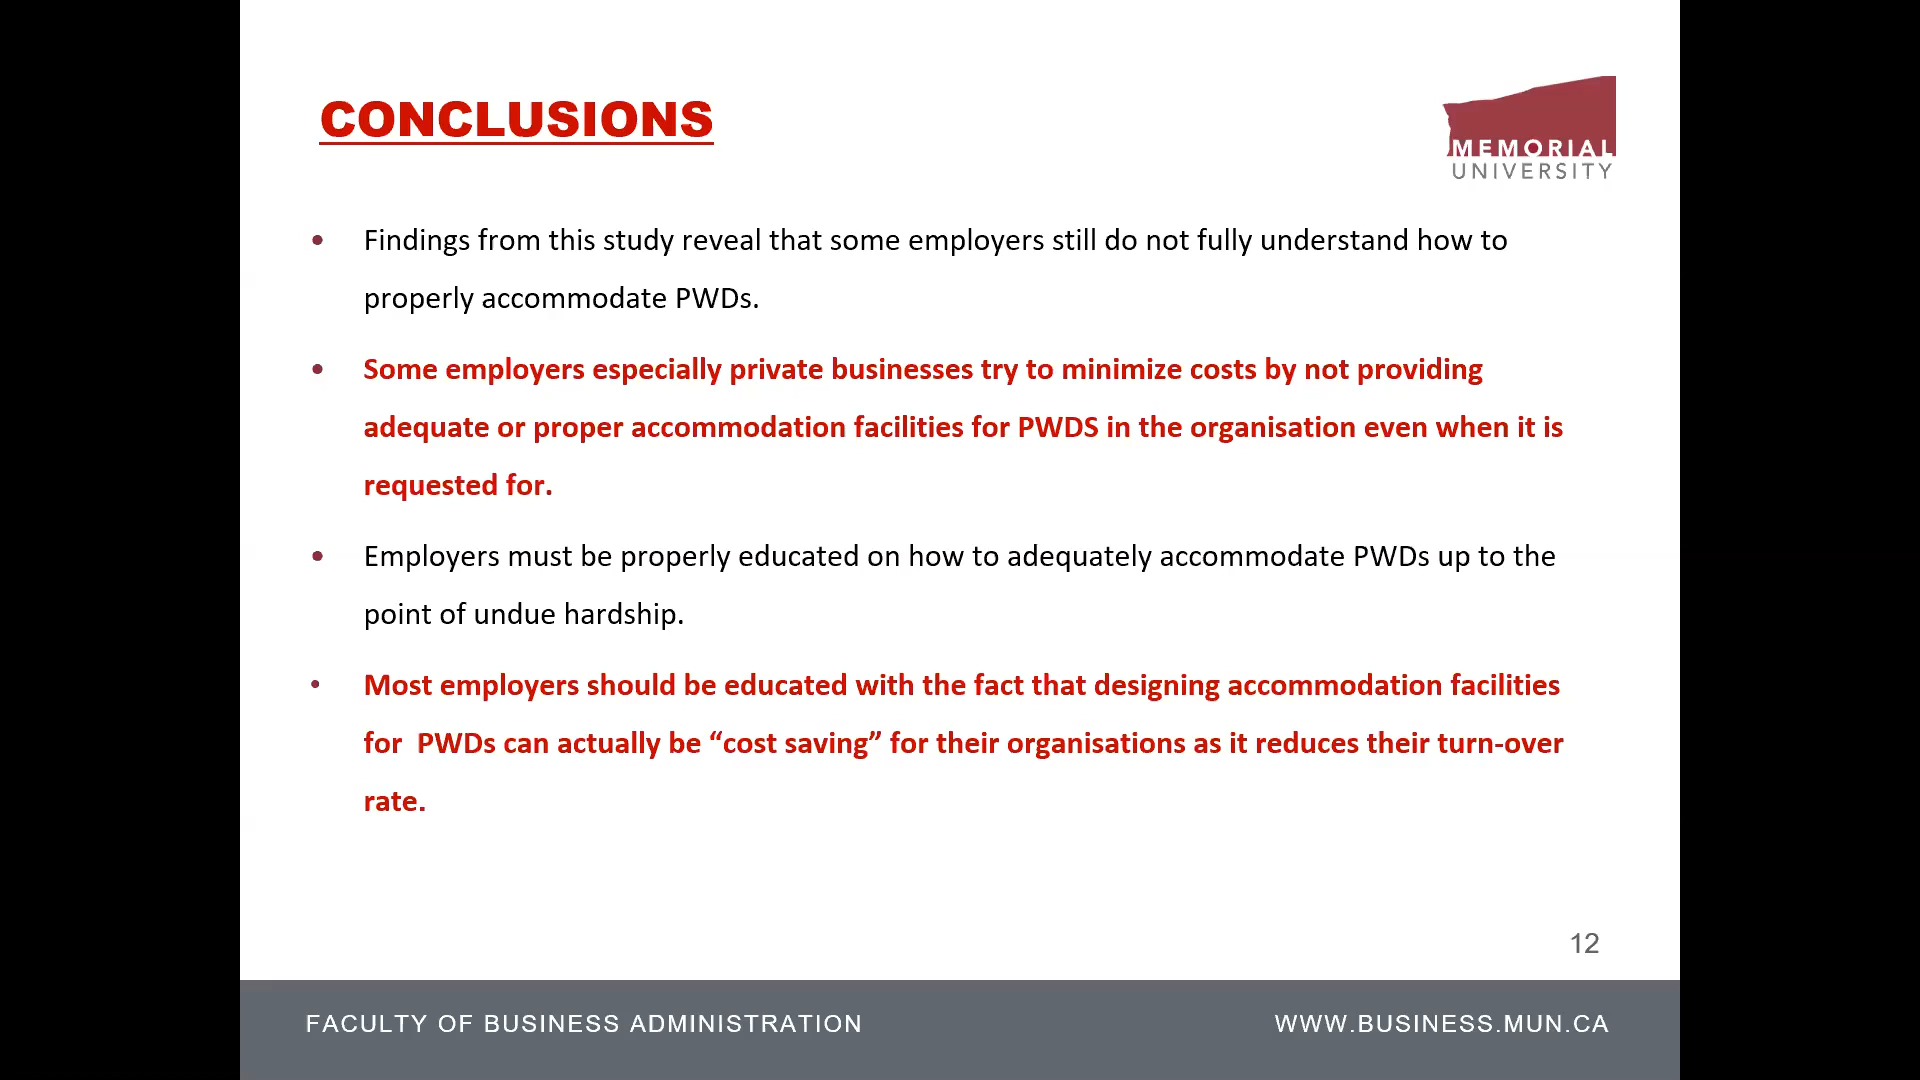 CONCLUSIONS
MEMORIAL
UNIVERSITY
• Findings from this study reveal that some employers still do not fully understand how to
properly accommodate PWDs.
• Some employers especially private businesses try to minimize costs by not providing
adequate or proper accommodation facilities for PWDS in the organisation even when it is
requested for.
• Employers must be properly educated on how to adequately accommodate PWDs up to the
point of undue hardship.
• Most employers should be educated with the fact that designing accommodation facilities
for  PWDs can actually be “cost saving” for their organisations as it reduces their turn-over
rate.
12
FACULTY OF BUSINESS ADMINISTRATION
WWW.BUSINESS.MUN.CA